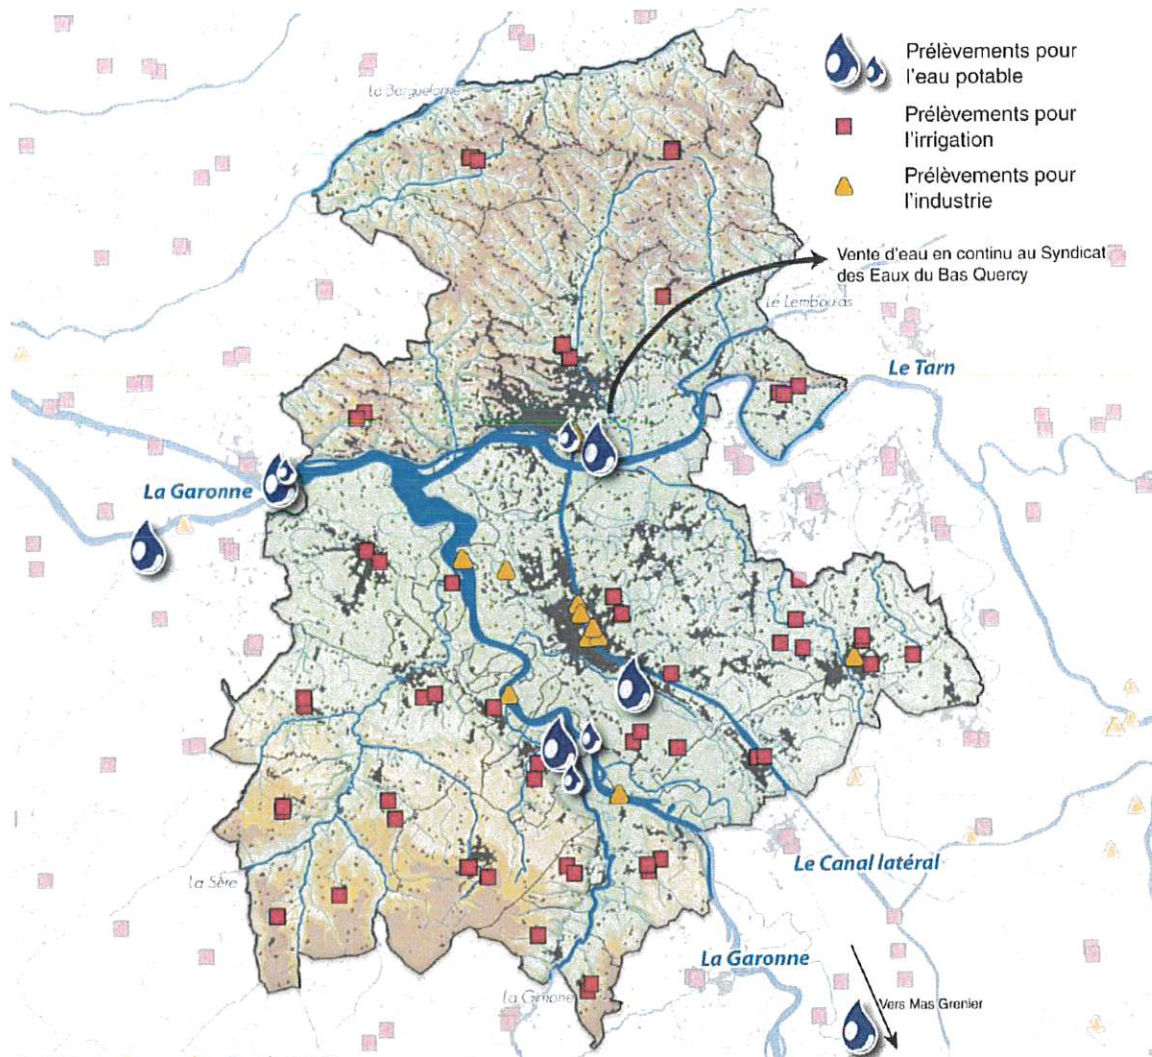 Prélèvements pour
l'eau potable
Prélèvements pour
l'irrigation
Prélèvements pour
l'industrie
La Barguelonne
Vente d'eau en continu au Syndicat
des Eaux du Bas Quercy
Le Lemboulas
Le Tarn
La Garonne
La Sère
Le Canal latéral
La Garonne
La Gimone
Vers Mas Grenier